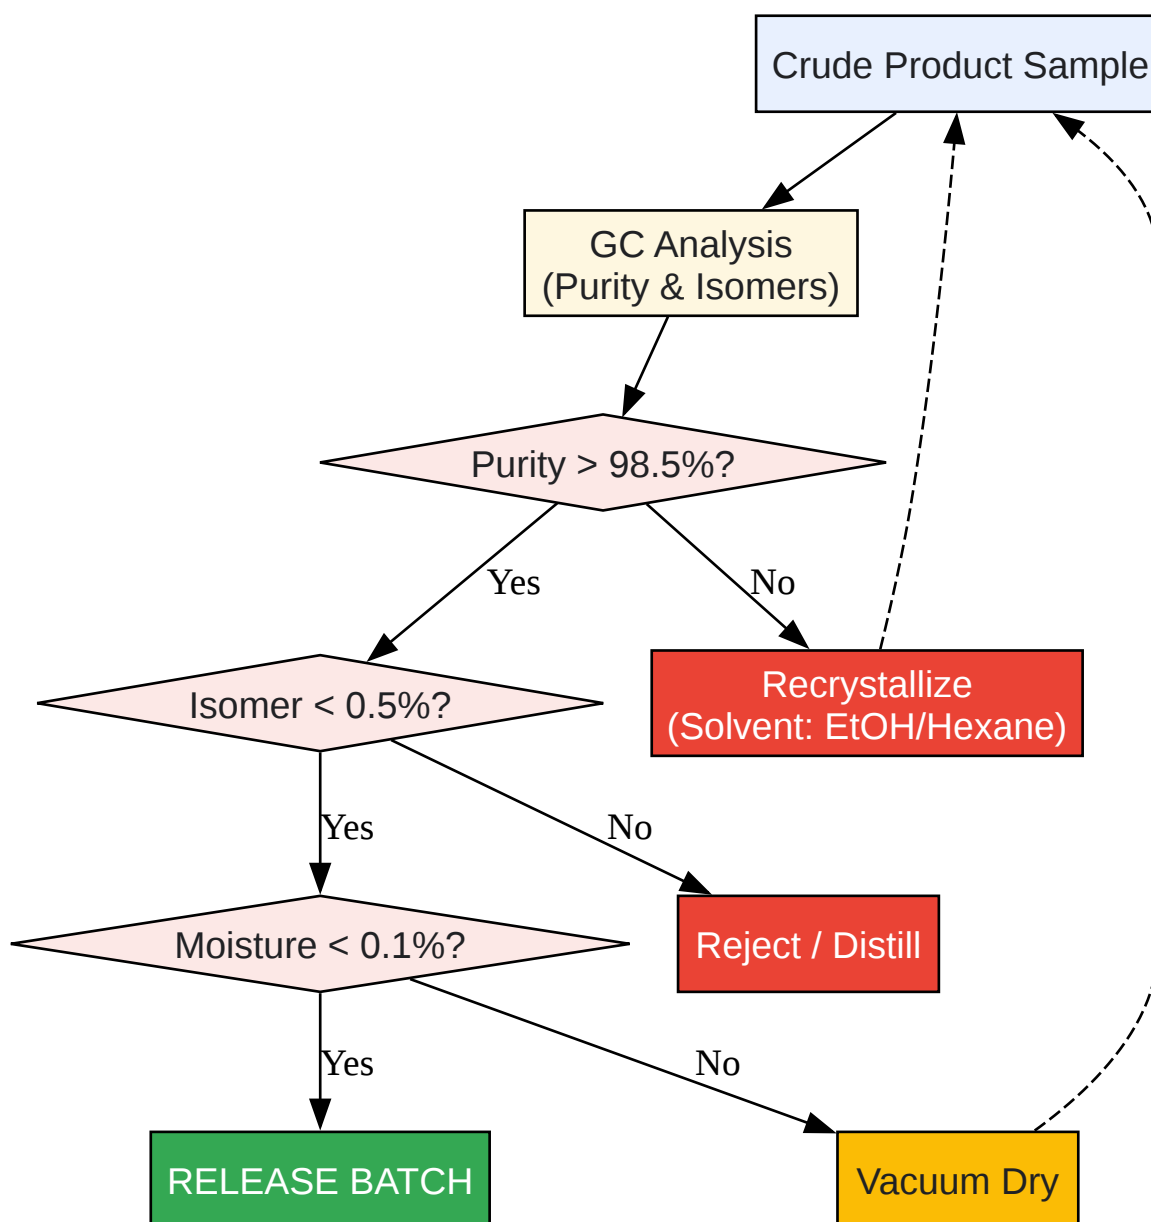 Crude Product Sample
GC Analysis
(Purity & Isomers)
Purity > 98.5%?
Yes
No
Isomer < 0.5%?
Recrystallize
(Solvent: EtOH/Hexane)
Yes
No
Moisture < 0.1%?
Reject / Distill
Yes
No
RELEASE BATCH
Vacuum Dry